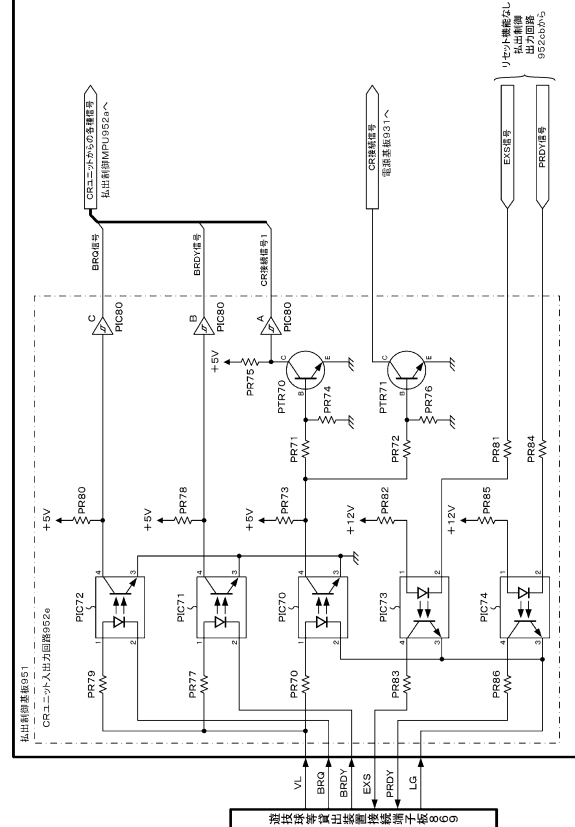 払出制御基板951
CRユニット入出力回路952e
CRユニットからの各種信号
払出制御MPU952aへ
BRQ信号
BRDY信号
CR接続信号1
CR接続信号
電源基板931へ
リセット機能なし
払出制御
出力回路
952cbから
EXS信号
PRDY信号
C
PIC80
B
PIC80
A
PIC80
+5V
PR75
PTR70
B
C
E
PR74
PR71
PTR71
B
C
E
PR76
PR72
PR81
PR84
+5V
PR80
+5V
PR78
+5V
PR73
+12V
PR82
+12V
PR85
PIC72
1
2
3
4
PIC71
1
2
3
4
PIC70
1
2
3
4
PIC73
4
3
1
2
PIC74
4
3
1
2
PR79
PR77
PR70
PR83
PR86
VL
BRQ
BRDY
EXS
PRDY
LG
遊技球等貸出装置接続端子板869